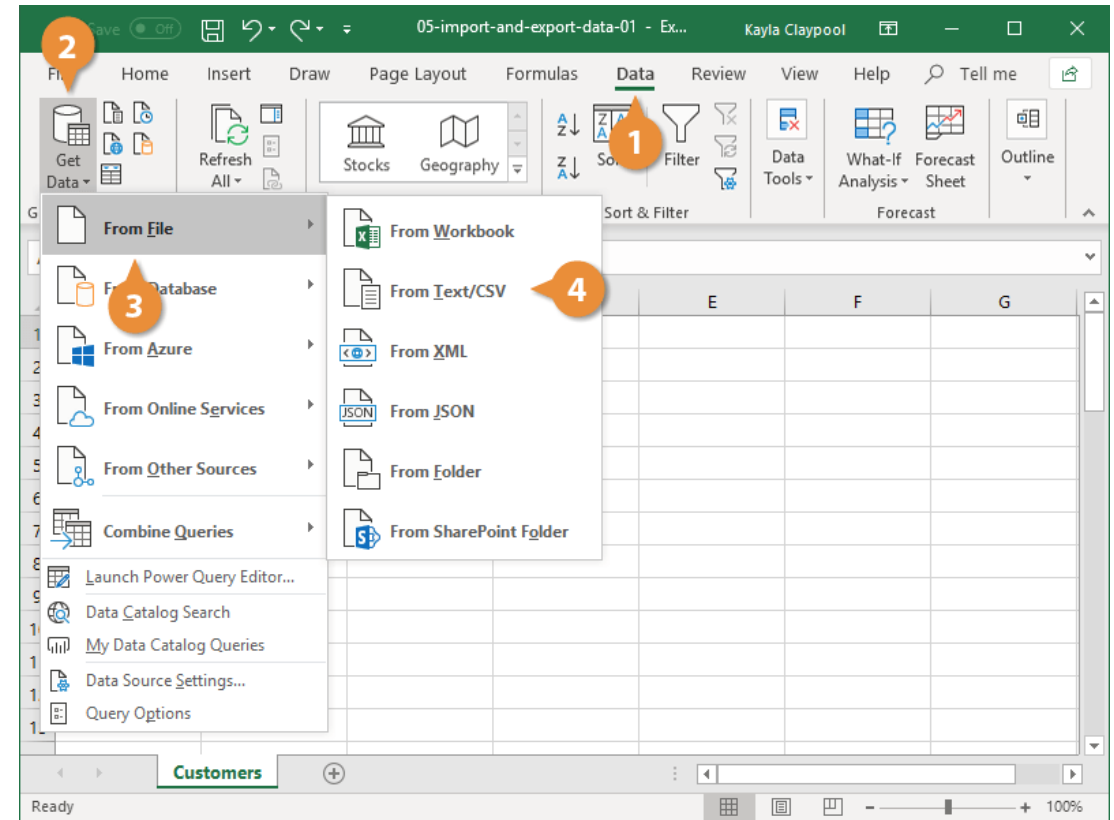 Save Off 05-import-and-export-data-01 - Ex... Kayla Claypool
2
Home Insert Draw Page Layout Formulas Data Review View Help Tell me
1
Get Data
Refresh All
Stocks Geography
Z A
A Z
Z A
Filter
Data Tools
What-If Analysis
Forecast Sheet
Outline
Sort & Filter Forecast
From File
3
From Azure
From Online Services
From Other Sources
Combine Queries
Launch Power Query Editor...
Data Catalog Search
My Data Catalog Queries
Data Source Settings...
Query Options
From Workbook
From Text/CSV
4
From XML
JSON From JSON
From Folder
From SharePoint Folder
E F G
Customers
Ready 100%